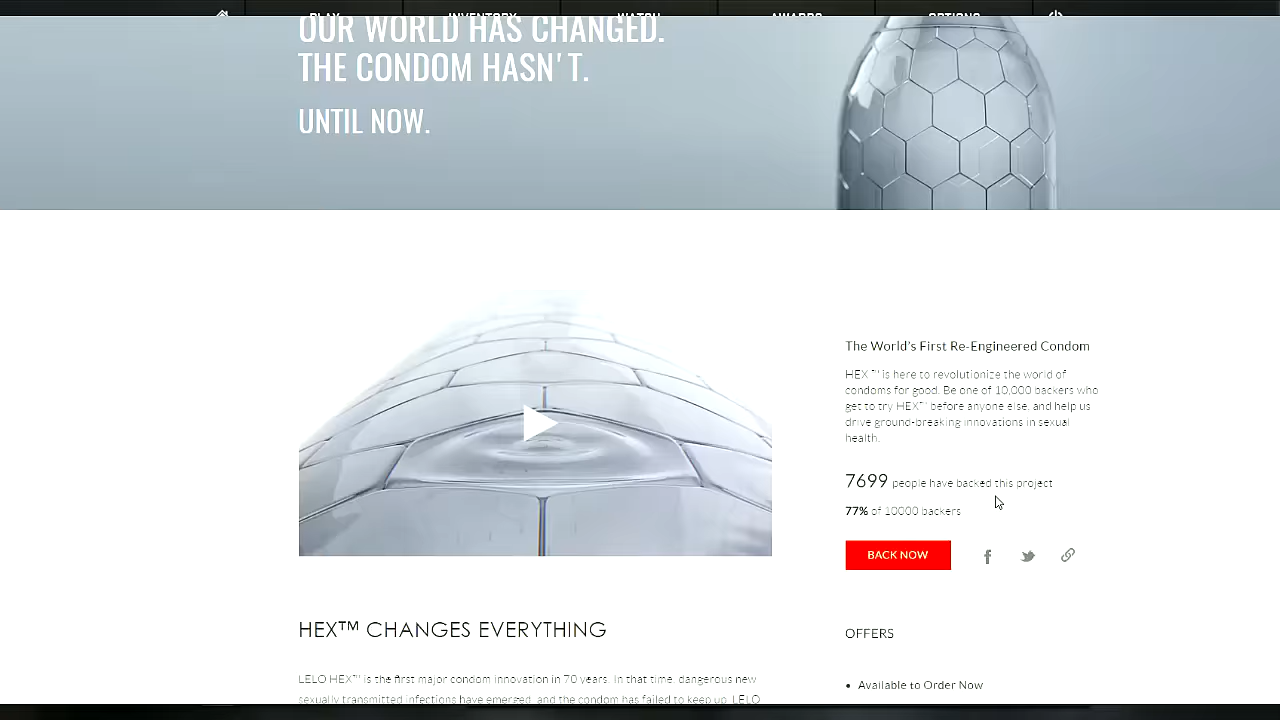 PLAY
INVENTORY
WATCH
AWARDS
OPTIONS
OUR WORLD HAS CHANGED.
THE CONDOM HASN'T.
UNTIL NOW.
The World's First Re-Engineered Condom
HEX™ is here to revolutionize the world of
condoms for good. Be one of 10,000 backers who
get to try HEX™ before anyone else, and help us
drive ground-breaking innovations in sexual
health.
7699 people have backed this project
77% of 10000 backers
BACK NOW
HEX™ CHANGES EVERYTHING
OFFERS
LELO HEX™ is the first major condom innovation in 70 years. In that time, dangerous new
• Available to Order Now
sexually transmitted infections have emerged, and the condom has failed to keep up. LELO